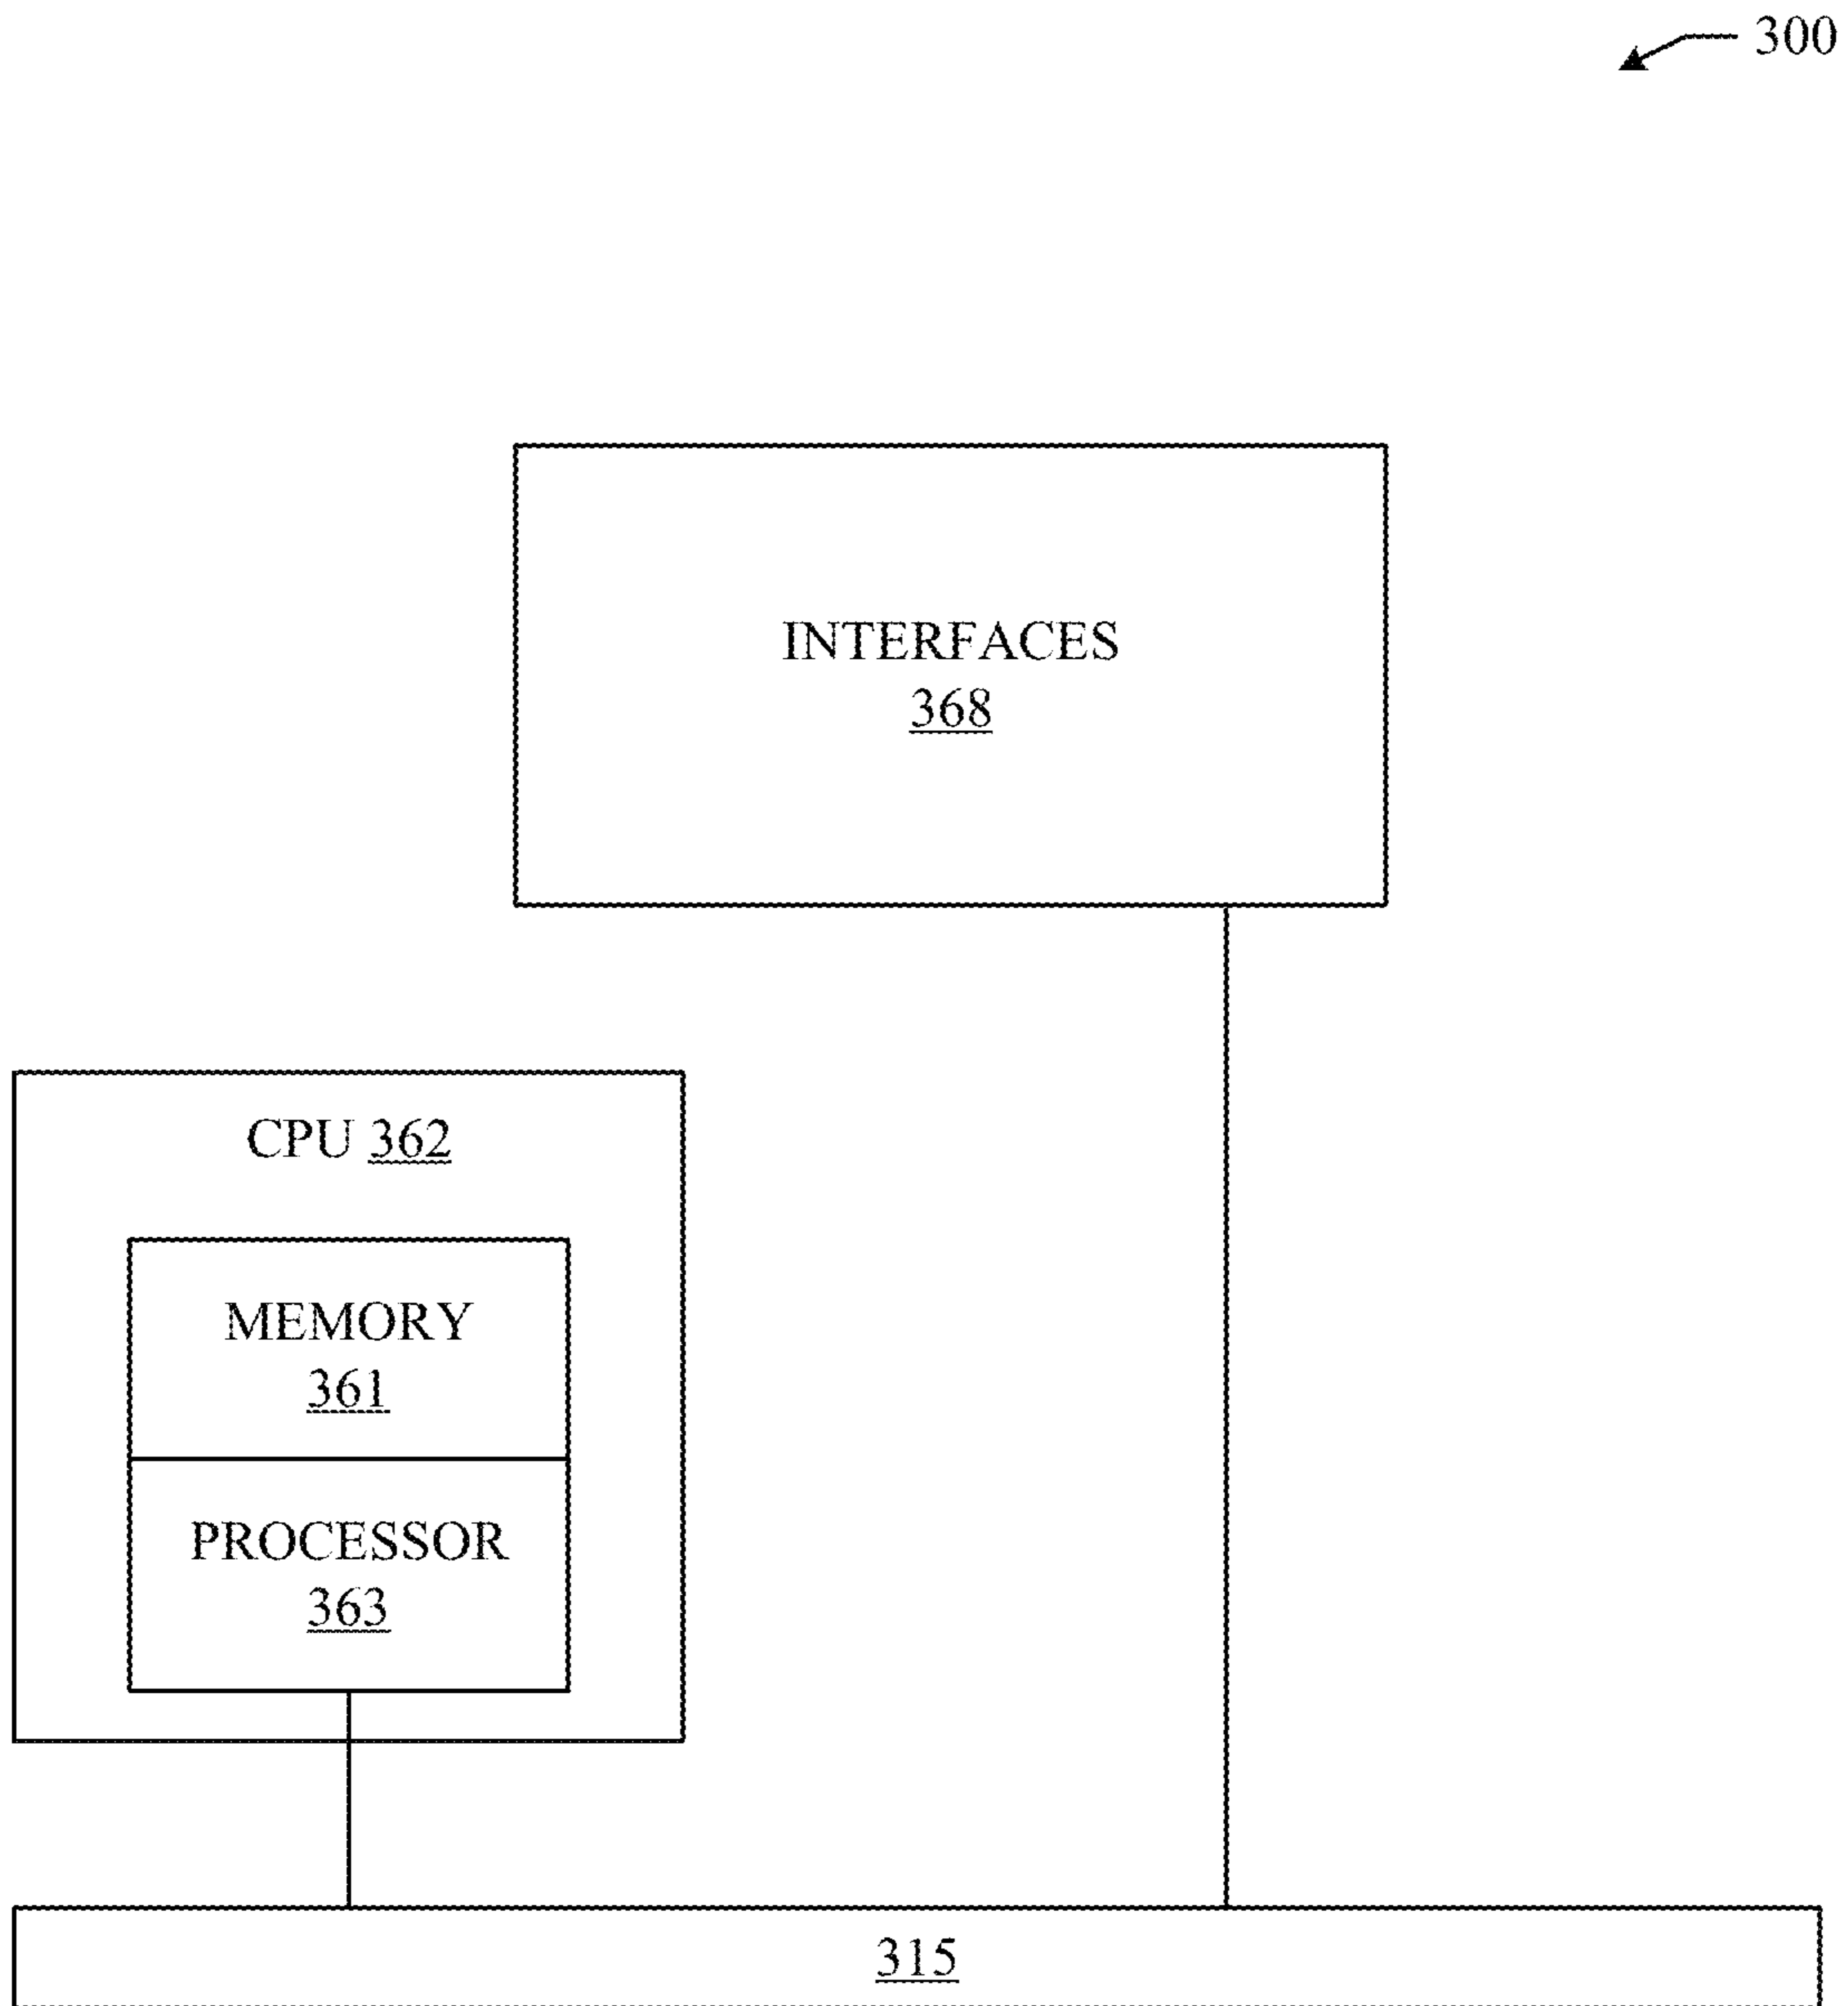 300
INTERFACES
368
CPU 362
MEMORY
361
PROCESSOR
363
315